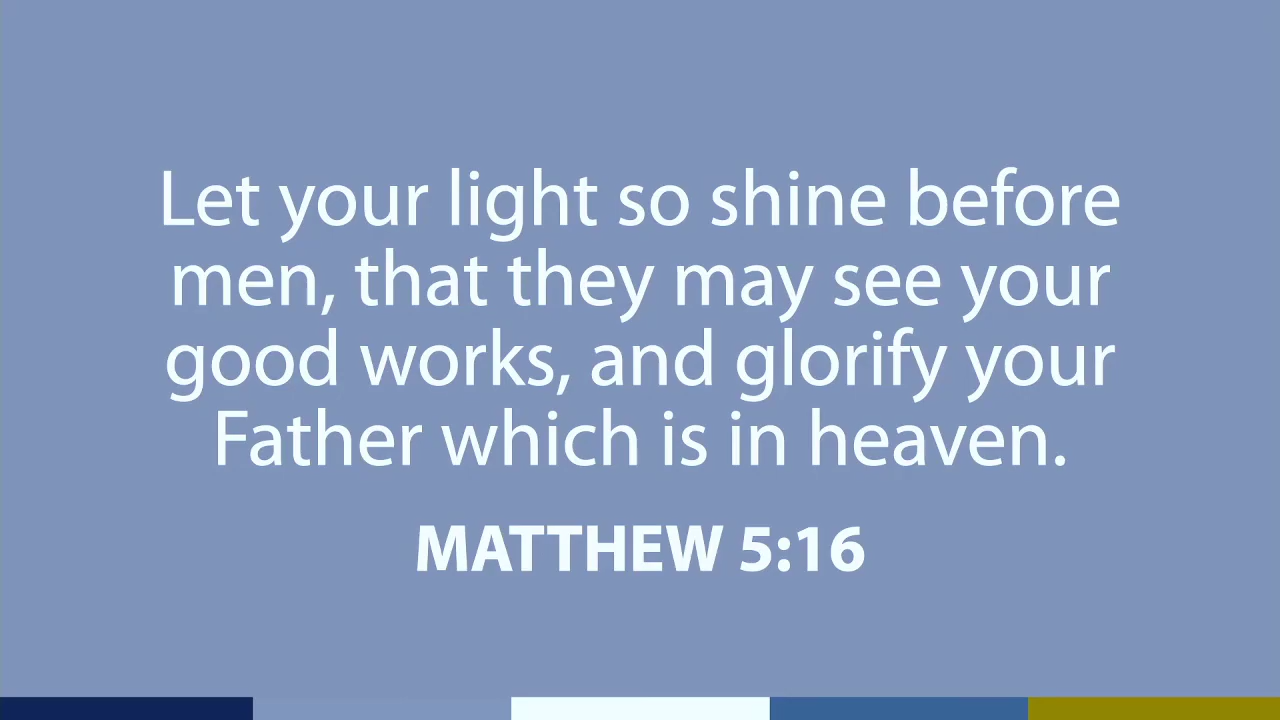 Let your light so shine before
men, that they may see your
good works, and glorify your
Father which is in heaven.
MATTHEW 5:16